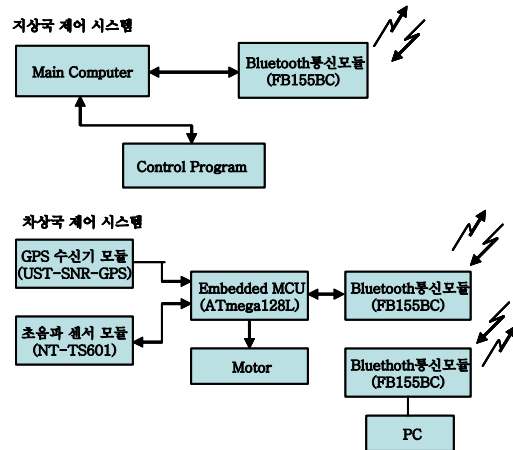 지상국 제어 시스템
Main Computer
Bluetooth통신모듈
(FB155BC)
Control Program
차상국 제어 시스템
GPS 수신기 모듈
(UST-SNR-GPS)
초음파 센서 모듈
(NT-TS601)
Embedded MCU
(ATmega128L)
Bluetooth통신모듈
(FB155BC)
Motor
Bluethoth통신모듈
(FB155BC)
PC